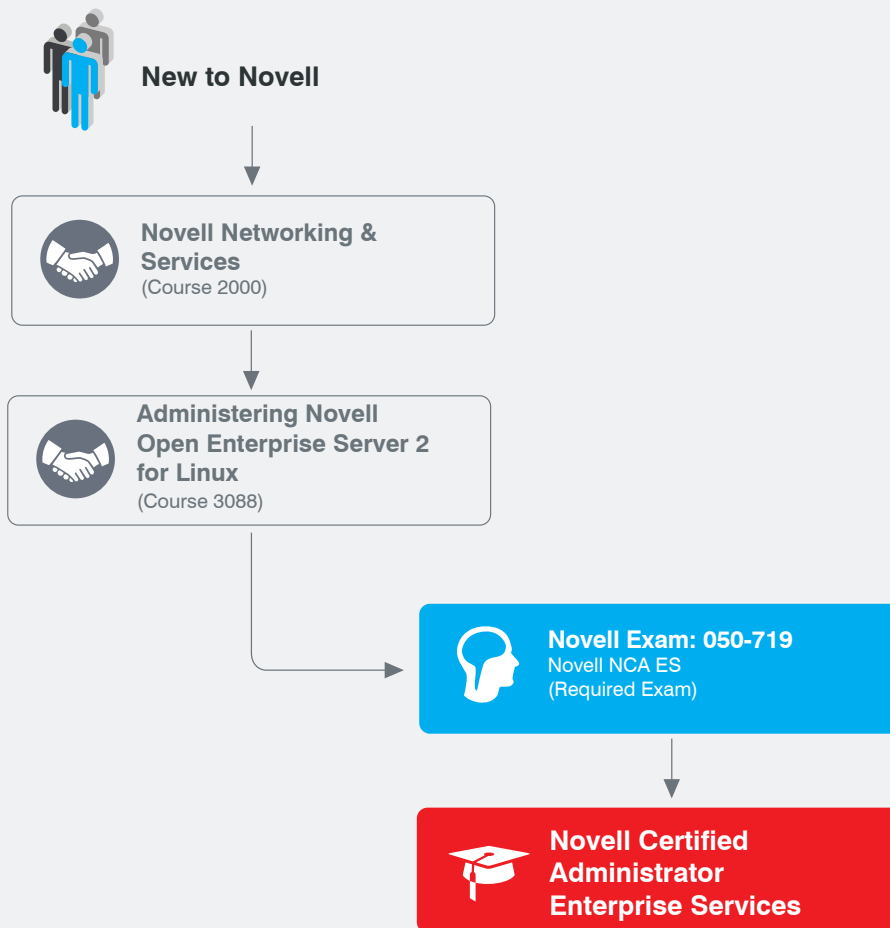 New to Novell
Novell Networking &
Services
(Course 2000)
Administering Novell
Open Enterprise Server 2
for Linux
(Course 3088)
Novell Exam: 050-719
Novell NCA ES
(Required Exam)
Novell Certified
Administrator
Enterprise Services